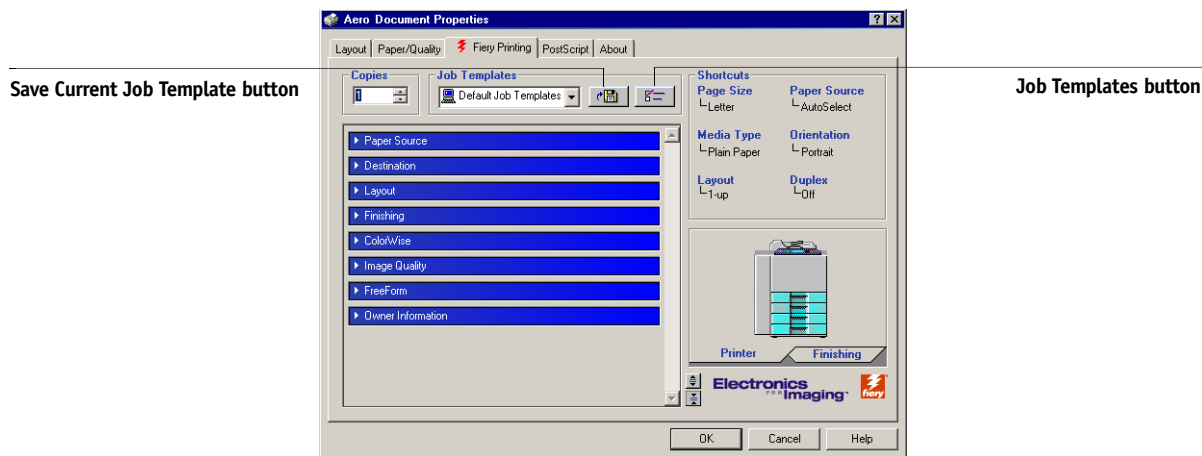 Aero Document Properties
Layout Paper/Quality Fiery Printing PostScript About
Save Current Job Template button
Job Templates button
Copies
1
Job Templates
Default Job Templates
Shortcuts
Page Size
Letter
Paper Source
AutoSelect
Media Type
Plain Paper
Orientation
Portrait
Layout
1-up
Duplex
Off
Paper Source
Destination
Layout
Finishing
ColorWise
Image Quality
FreeForm
Owner Information
Printer
Finishing
Electronics
FOR Imaging™
fiery
OK Cancel Help